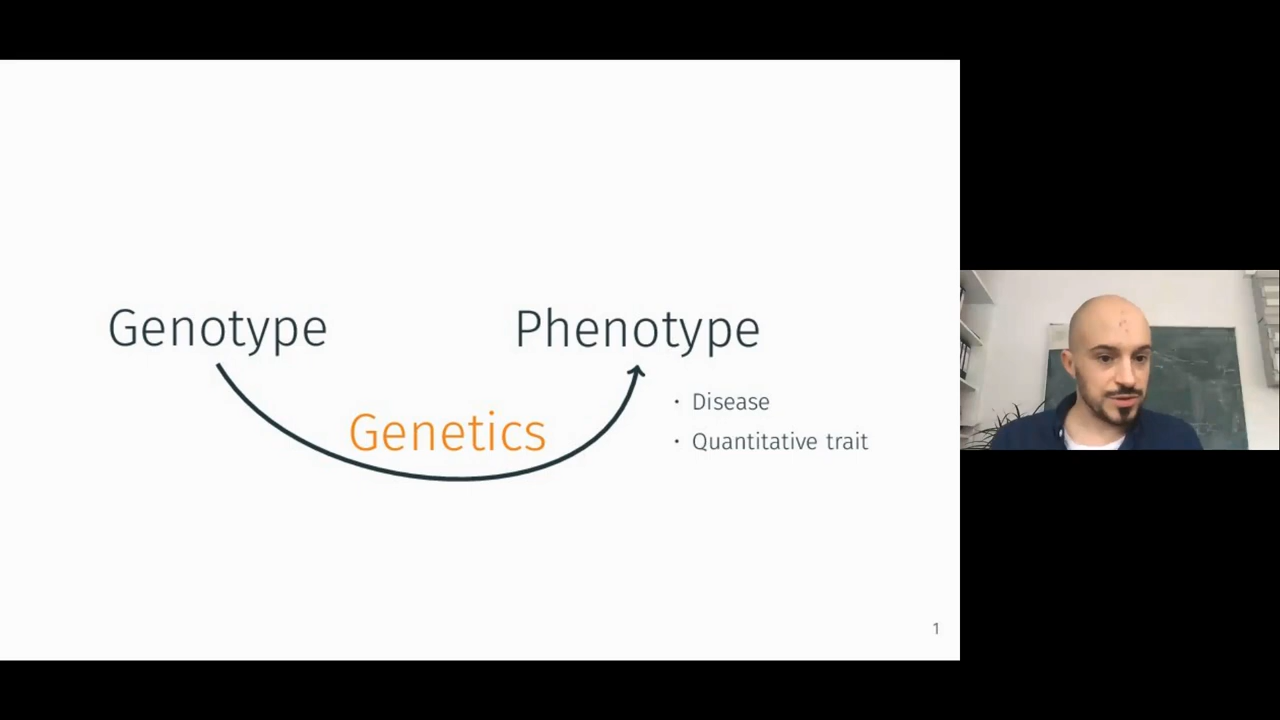 Genotype
Phenotype
Genetics
• Disease
• Quantitative trait
1